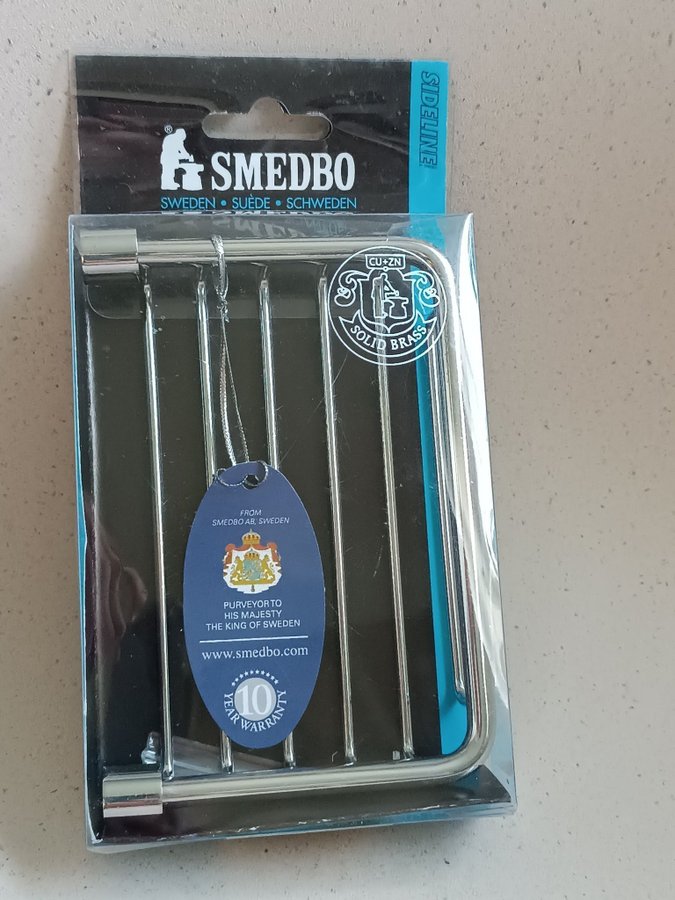 SIDELINE
®
SMEDBO
SWEDEN • SUÈDE • SCHWEDEN
CU+ZN
SOLID BRASS
FROM
SMEDBO AB, SWEDEN
PURVEYOR TO
HIS MAJESTY
THE KING OF SWEDEN
www.smedbo.com
10
YEAR WARRANTY